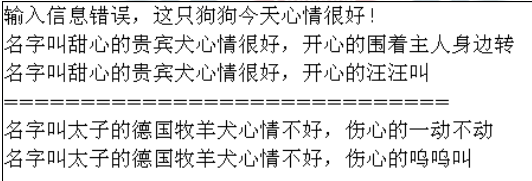 输入信息错误，这只狗狗今天心情很好！
名字叫甜心的贵宾犬心情很好，开心的围着主人身边转
名字叫甜心的贵宾犬心情很好，开心的汪汪叫
=============================
名字叫太子的德国牧羊犬心情不好，伤心的一动不动
名字叫太子的德国牧羊犬心情不好，伤心的呜呜叫